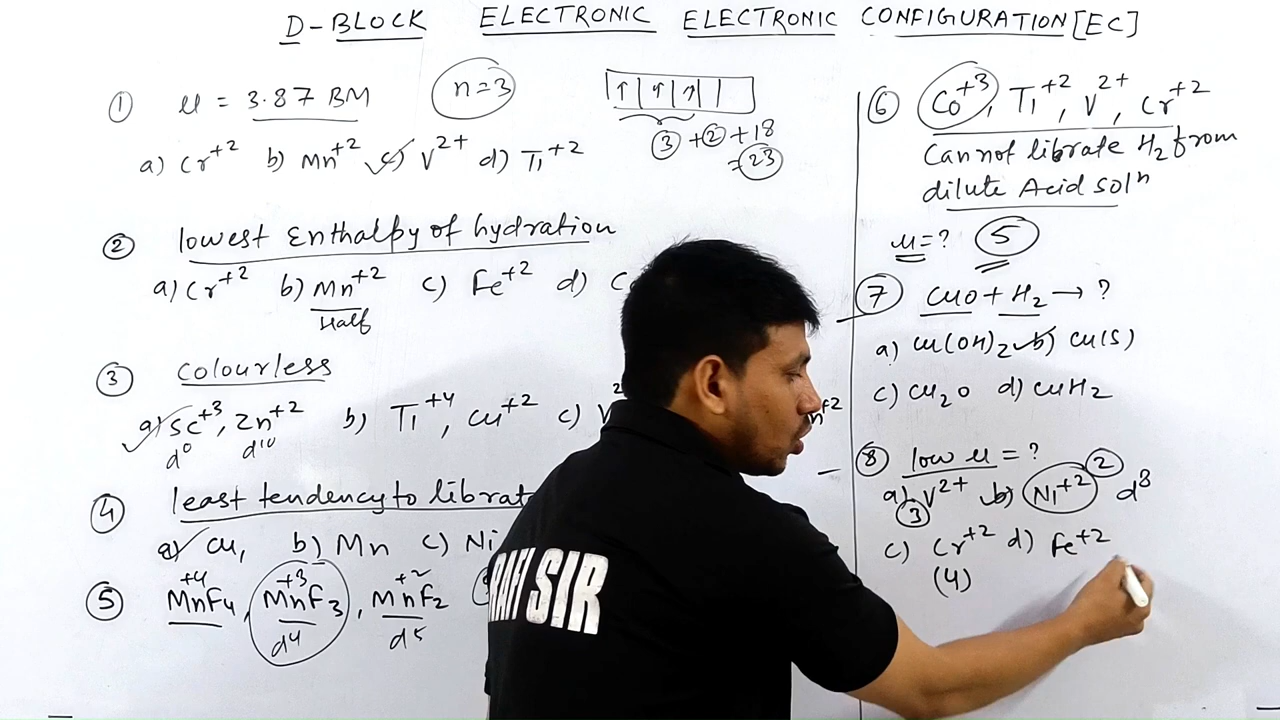 D-BLOCK ELECTRONIC ELECTRONIC CONFIGURATION [EC]
① μ = 3.87 BM n=3
↑ ↑ ↑
③ + ② + 18
= 23
a) Cr+2 b) Mn+2 c) V2+ d) Ti+2
② lowest Enthalpy of hydration
a) Cr+2 b) Mn+2 c) Fe+2 d)
Half
③ colourless
a) Sc+3, Zn+2 b) Ti+4, Cu+2 c)
d0 d10
④ least tendency to
a) Cu, b) Mn c) Ni
⑤ +4 +3 +2
MnF4, MnF3, MnF2
d4 d5
RAFI SIR
⑥ Co+3, Ti+2, V2+, Cr+2
Cannot librate H2 from
dilute Acid soln
μ = ? 5
⑦ CuO + H2 → ?
a) Cu(OH)2 b) Cu(S)
c) Cu2O d) CuH2
⑧ low μ = ?
a) V2+ b) Ni+2 ② d8
③
c) Cr+2 d) Fe+2
(4)